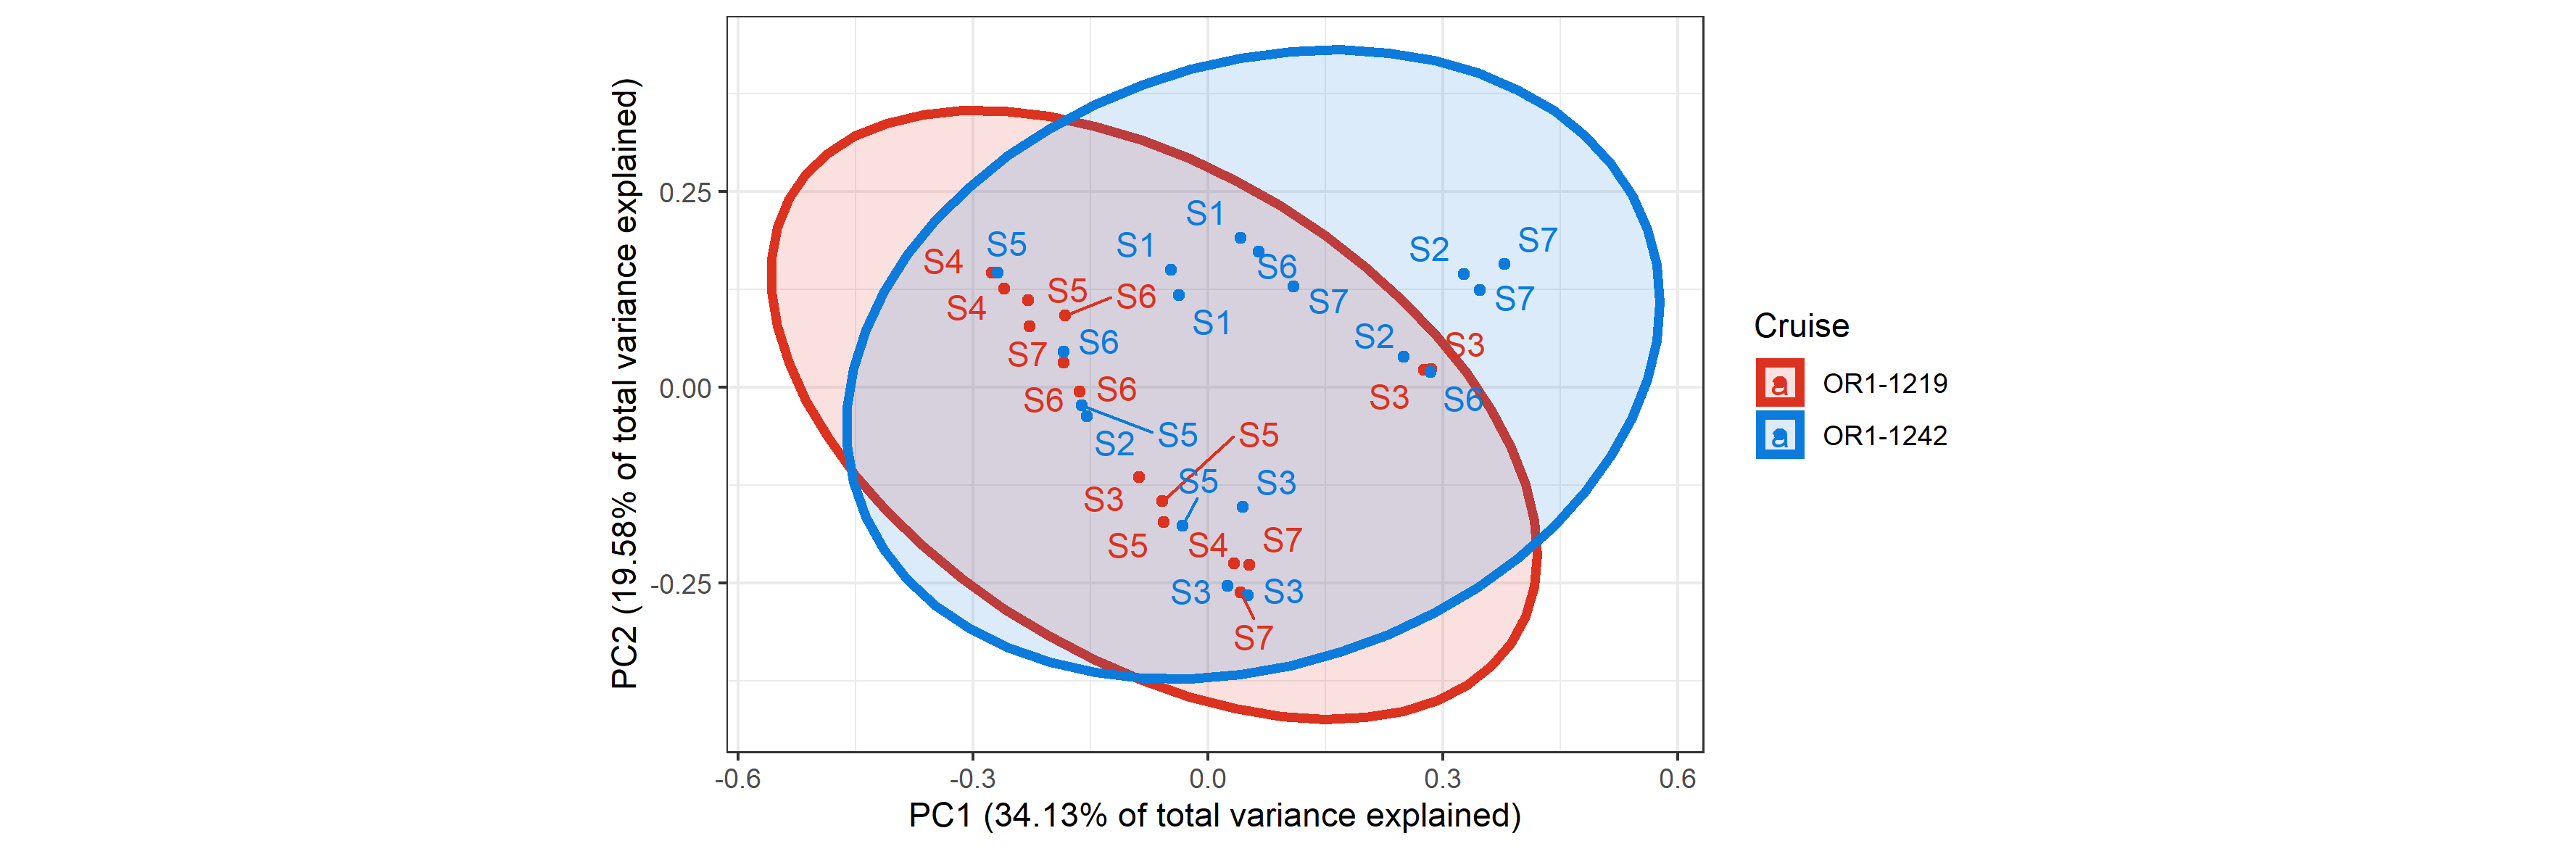 PC2 (19.58% of total variance explained)
0.25
0.00
-0.25
S1
S7
S1
S2
S5
S4
S6
S5
S6
S7
S4
S7
S1
S2
S6
S3
S7
S6
S3
S6
S6
S5
S5
S2
S5
S3
S3
S7
S5
S4
S3
S3
S7
-0.6
-0.3
0.0
0.3
0.6
PC1 (34.13% of total variance explained)
Cruise
a OR1-1219
a OR1-1242